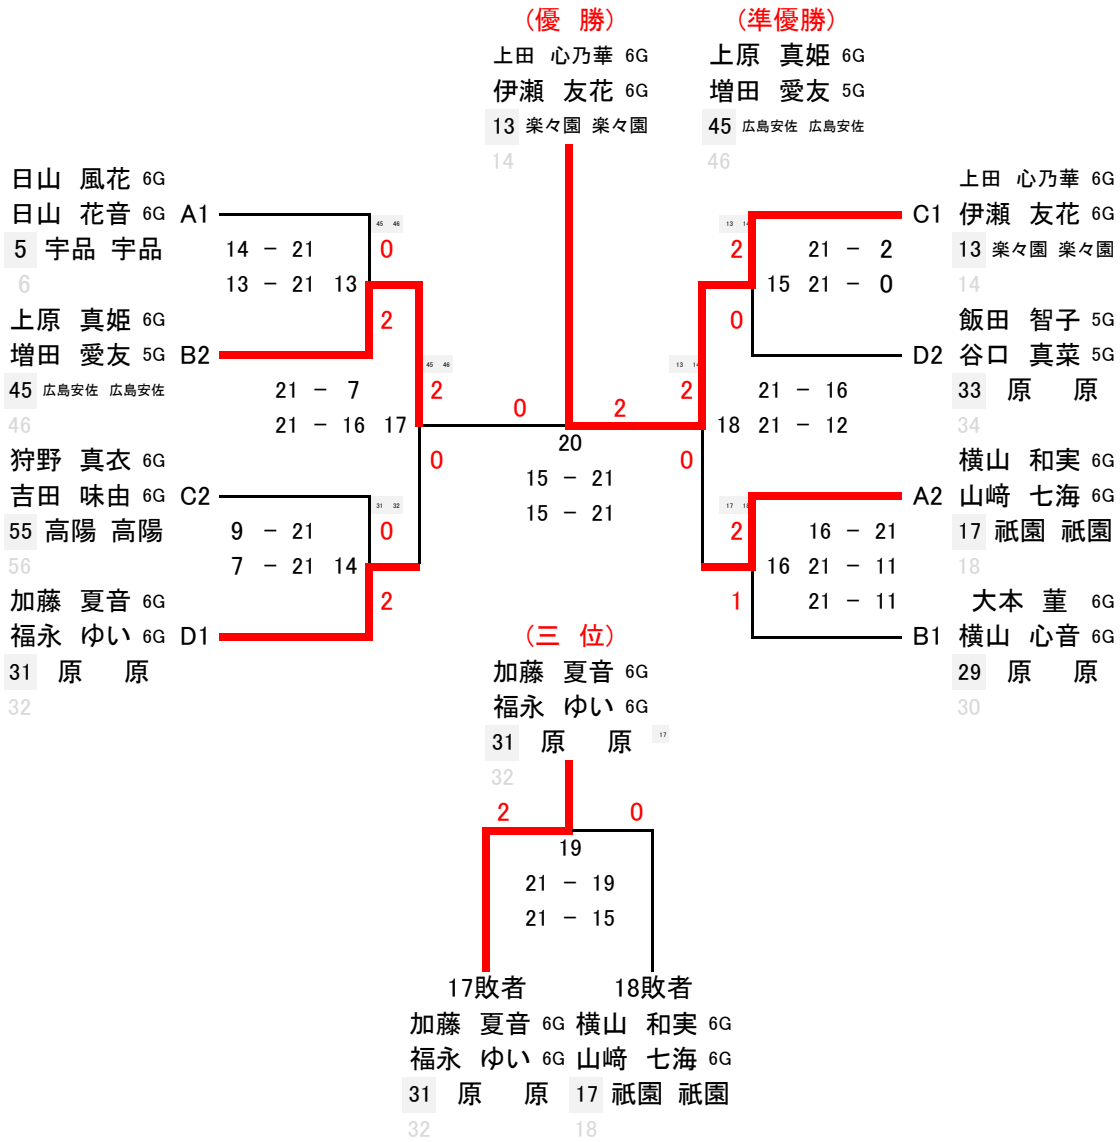 (優 勝)
上田 心乃華 6G
伊瀬 友花 6G
13 楽々園 楽々園
14
(準優勝)
上原 真姫 6G
増田 愛友 5G
45 広島安佐 広島安佐
46
日山 風花 6G
日山 花音 6G A1
5 宇品 宇品
6
上原 真姫 6G
増田 愛友 5G B2
45 広島安佐 広島安佐
46
狩野 真衣 6G
吉田 味由 6G C2
55 高陽 高陽
56
加藤 夏音 6G
福永 ゆい 6G D1
31 原 原
32
45 46
0
14 - 21
13 - 21 13
2
45 46
2
21 - 7
21 - 16 17
0
31 32
0
9 - 21
7 - 21 14
2
0 2
20
15 - 21
15 - 21
13 14
2
21 - 2
15 21 - 0
0
13 14
2
21 - 16
18 21 - 12
0
17 18
2
16 - 21
16 21 - 11
21 - 11
1
上田 心乃華 6G
C1 伊瀬 友花 6G
13 楽々園 楽々園
14
飯田 智子 5G
D2 谷口 真菜 5G
33 原 原
34
横山 和実 6G
A2 山﨑 七海 6G
17 祇園 祇園
18
大本 菫 6G
B1 横山 心音 6G
29 原 原
30
(三 位)
加藤 夏音 6G
福永 ゆい 6G
31 原 原 17
32
2 0
19
21 - 19
21 - 15
17敗者
加藤 夏音 6G
福永 ゆい 6G
31 原 原
32
18敗者
横山 和実 6G
山﨑 七海 6G
17 祇園 祇園
18